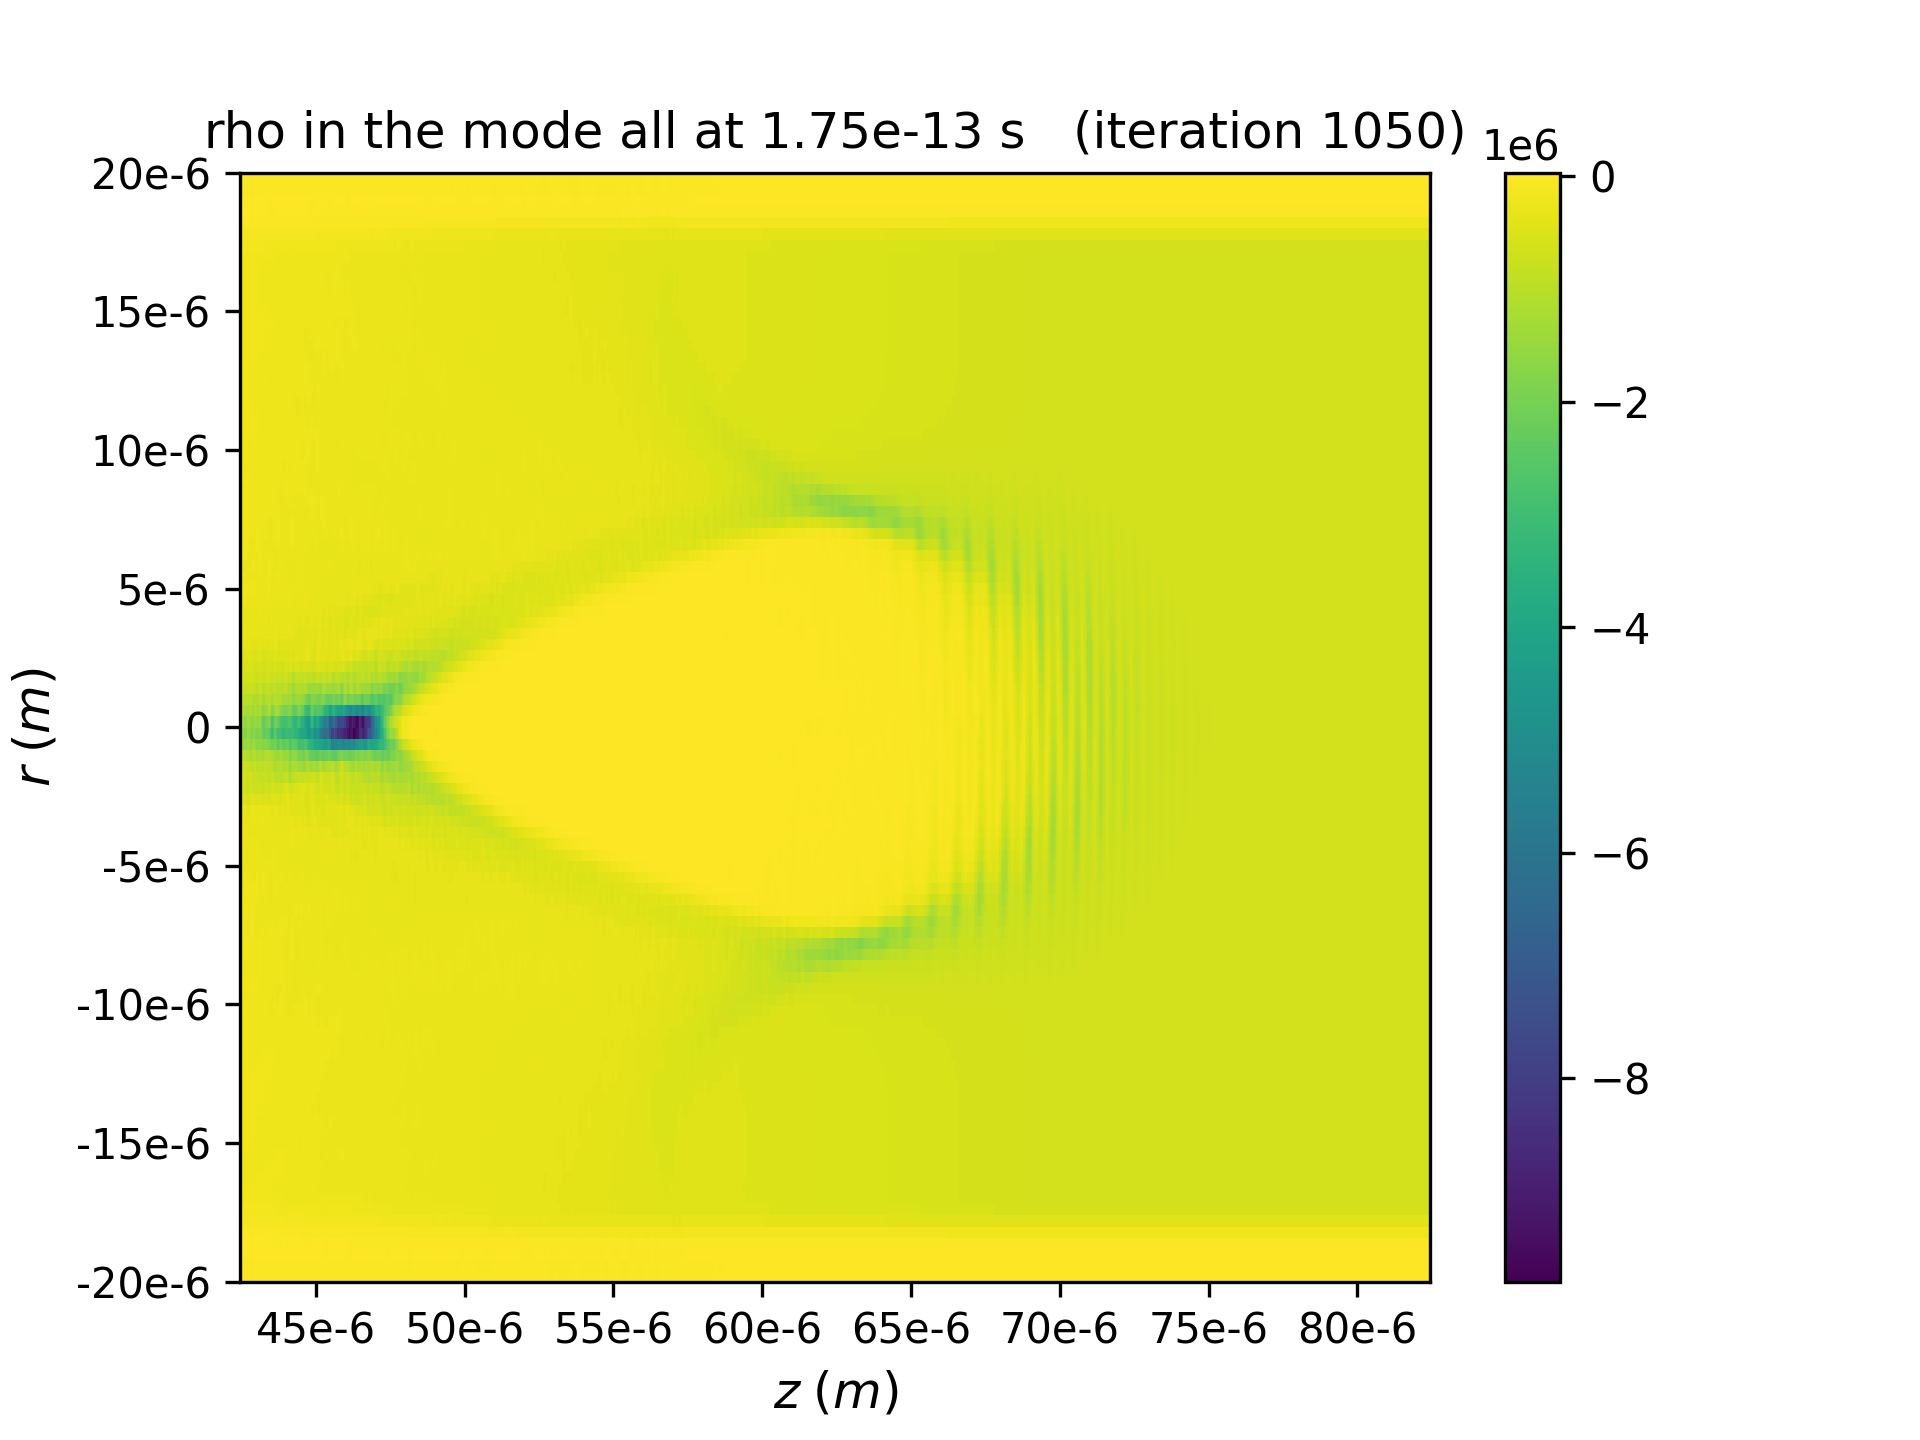 rho in the mode all at 1.75e-13 s   (iteration 1050)
1e6
20e-6
15e-6
10e-6
5e-6
0
-5e-6
-10e-6
-15e-6
-20e-6
r (m)
45e-6 50e-6 55e-6 60e-6 65e-6 70e-6 75e-6 80e-6
z (m)
0
−2
−4
−6
−8